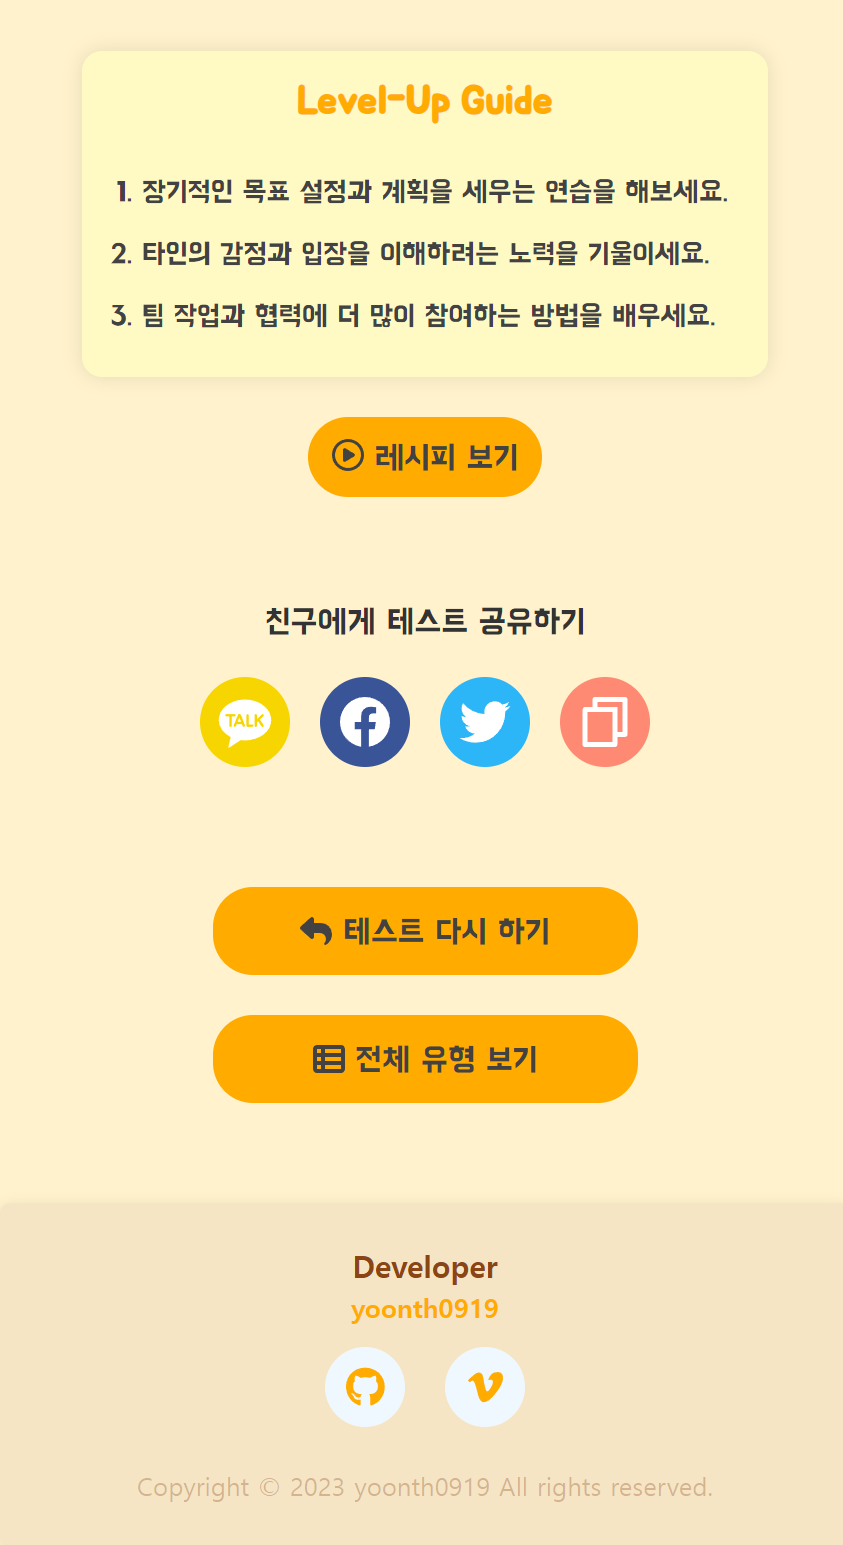 Level-Up Guide
1. 장기적인 목표 설정과 계획을 세우는 연습을 해보세요.
2. 타인의 감정과 입장을 이해하려는 노력을 기울이세요.
3. 팀 작업과 협력에 더 많이 참여하는 방법을 배우세요.
레시피 보기
친구에게 테스트 공유하기
TALK
테스트 다시 하기
전체 유형 보기
Developer
yoonth0919
Copyright © 2023 yoonth0919 All rights reserved.